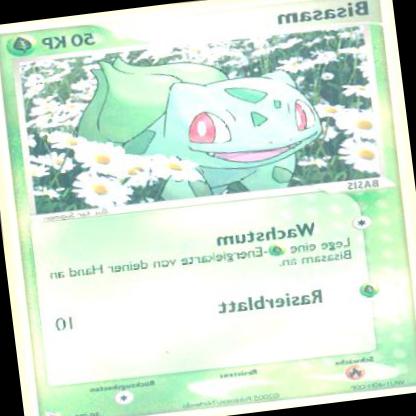 Bisasam
50 KP
BASIS
Wachstum
Lege eine -Energiekarte von deiner Hand an
Bisasam an.
Rasierblatt
10
Schwäche
Resistenz
Rückzugskosten